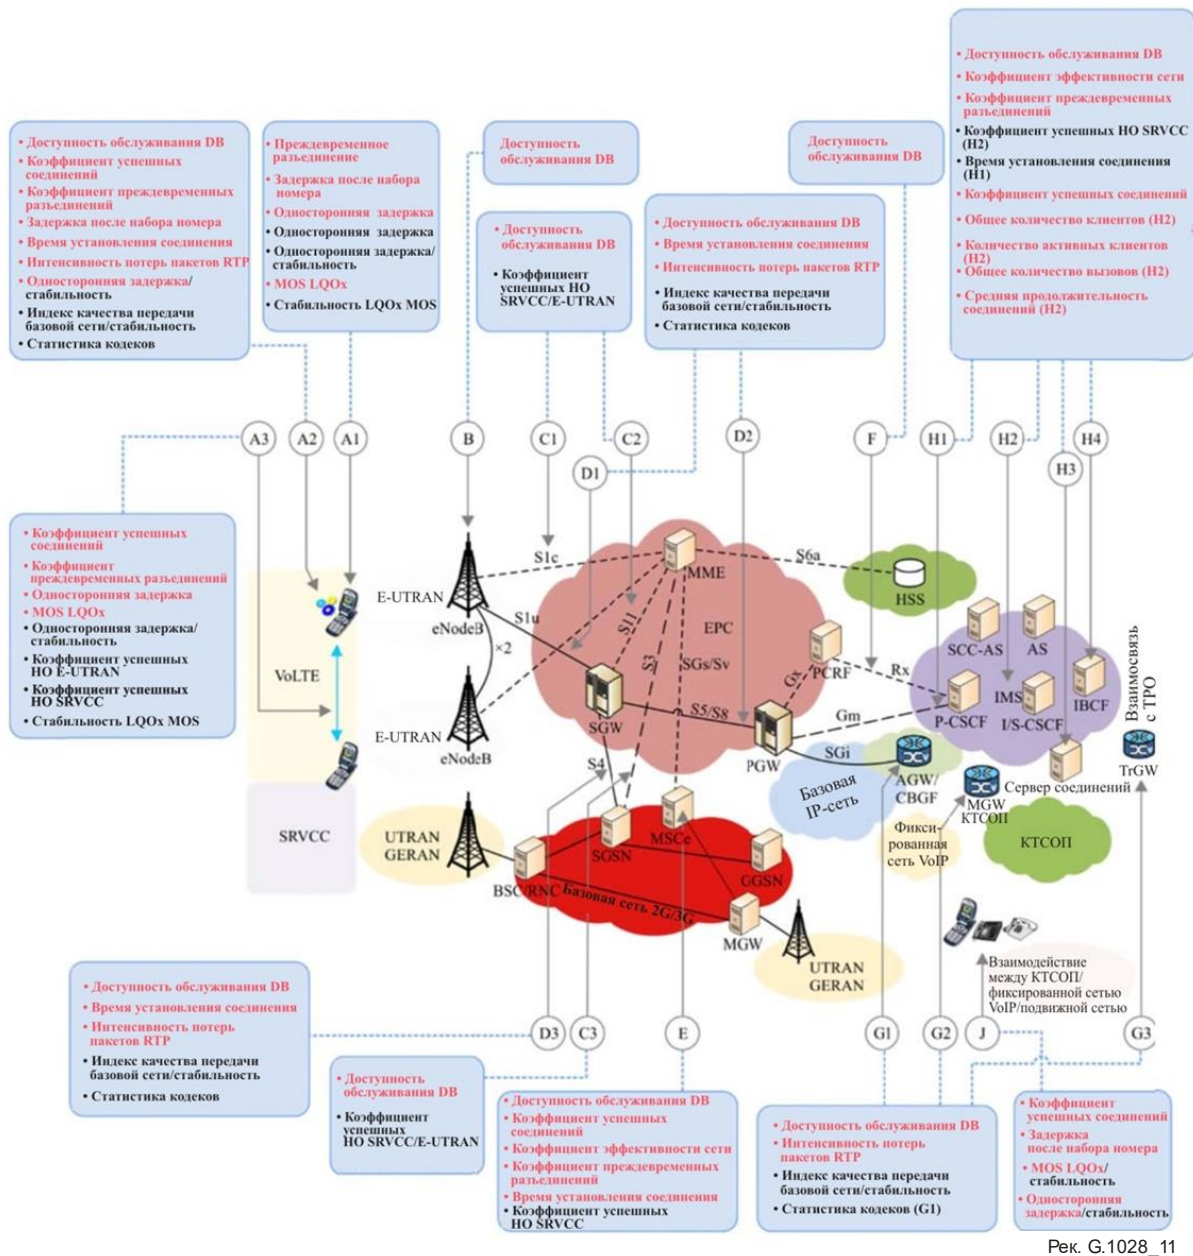 • Доступность обслуживания DB
• Коэффициент эффективности сети
• Коэффициент преждевременных
разъединений
• Коэффициент успешных НО SRVCC
(H2)
• Время установления соединения
(H1)
• Коэффициент успешных соединений
• Общее количество клиентов (H2)
• Количество активных клиентов
(H2)
• Общее количество вызовов (H2)
• Средняя продолжительность
соединений (H2)
• Доступность обслуживания DB
• Коэффициент успешных
соединений
• Коэффициент преждевременных
разъединений
• Задержка после набора номера
• Время установления соединения
• Интенсивность потерь пакетов RTP
• Односторонняя задержка/
стабильность
• Индекс качества передачи
базовой сети/стабильность
• Статистика кодеков
• Преждевременное
разъединение
• Задержка после набора
номера
• Односторонняя задержка
• Односторонняя задержка
• Односторонняя задержка/
стабильность
• MOS LQOx
• Стабильность LQOx MOS
Доступность
обслуживания DB
• Доступность
обслуживания DB
• Коэффициент
успешных НО
SRVCC/E-UTRAN
• Доступность обслуживания DB
• Время установления соединения
• Интенсивность потерь пакетов RTP
• Индекс качества передачи
базовой сети/стабильность
• Статистика кодеков
Доступность
обслуживания DB
A3
A2
A1
B
C1
C2
D1
D2
F
H1
H2
H3
H4
• Коэффициент успешных
соединений
• Коэффициент
преждевременных разъединений
• Односторонняя задержка
• MOS LQOx
• Односторонняя задержка/
стабильность
• Коэффициент успешных
НО E-UTRAN
• Коэффициент успешных
НО SRVCC
• Стабильность LQOx MOS
VoLTE
SRVCC
E-UTRAN
eNodeB
E-UTRAN
eNodeB
×2
S1c
S1u
S11
S3
SGs/Sv
S6a
MME
EPC
HSS
SGW
S5/S8
Gx
PCRF
Rx
Gm
PGW
SGi
S4
SCC-AS
AS
IMS
P-CSCF
I/S-CSCF
IBCF
Взаимосвязь
с ТРО
TrGW
AGW/
CBGF
Базовая
IP-сеть
MGW
КТСОП
Сервер соединений
Фикси-
рованная
сеть VoIP
КТСОП
UTRAN
GERAN
BSC/RNC
SGSN
MSCe
GGSN
Базовая сеть 2G/3G
MGW
UTRAN
GERAN
Взаимодействие
между КТСОП/
фиксированной сетью
VoIP/подвижной сетью
D3
C3
E
G1
G2
J
G3
• Доступность обслуживания DB
• Время установления соединения
• Интенсивность потерь
пакетов RTP
• Индекс качества передачи
базовой сети/стабильность
• Статистика кодеков
• Доступность
обслуживания DB
• Коэффициент
успешных
НО SRVCC/E-UTRAN
• Доступность обслуживания DB
• Коэффициент успешных
соединений
• Коэффициент эффективности сети
• Коэффициент преждевременных
разъединений
• Время установления соединения
• Коэффициент успешных
НО SRVCC
• Доступность обслуживания DB
• Интенсивность потерь
пакетов RTP
• Индекс качества передачи
базовой сети/стабильность
• Статистика кодеков (G1)
• Коэффициент
успешных соединений
• Задержка
после набора номера
• MOS LQOx/
стабильность
• Односторонняя
задержка/стабильность
Рек. G.1028_11